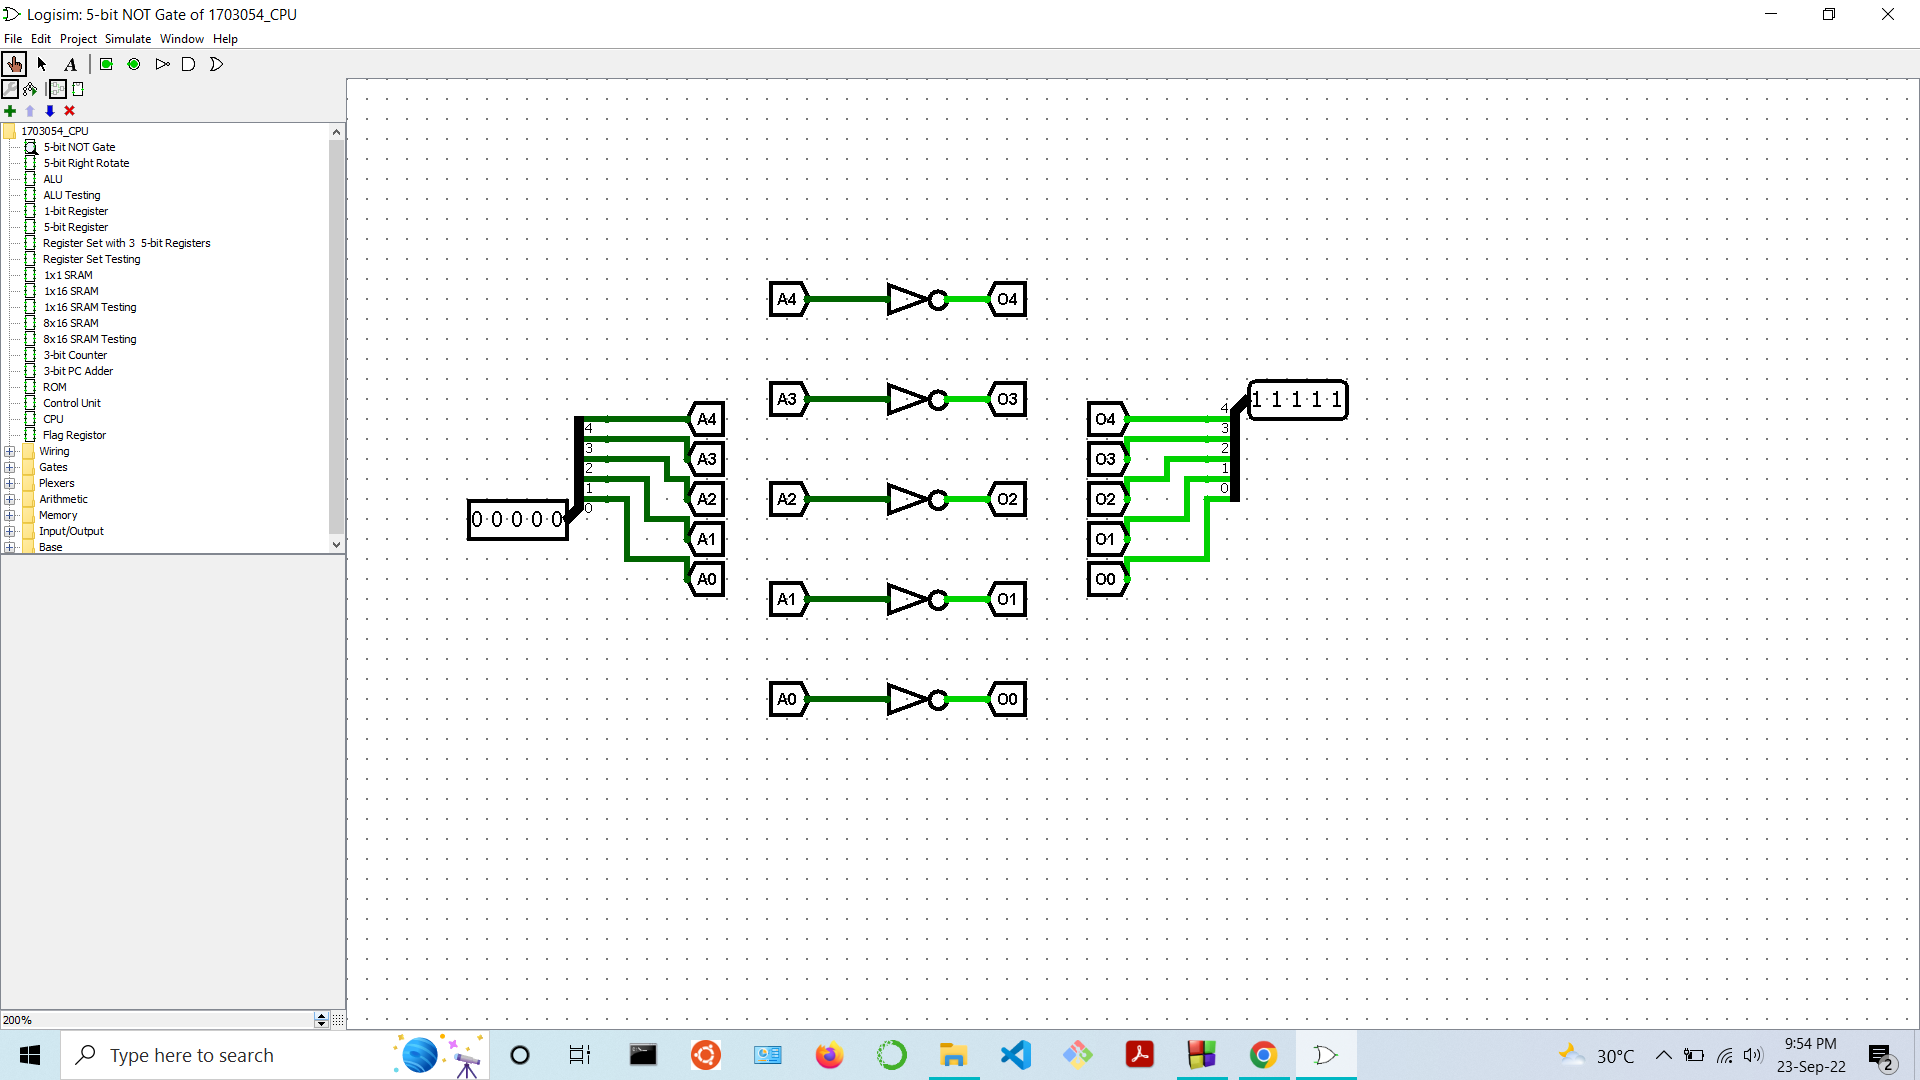 Logisim: 5-bit NOT Gate of 1703054_CPU
File Edit Project Simulate Window Help
A
1703054_CPU
5-bit NOT Gate
5-bit Right Rotate
ALU
ALU Testing
1-bit Register
5-bit Register
Register Set with 3 5-bit Registers
Register Set Testing
1x1 SRAM
1x16 SRAM
1x16 SRAM Testing
8x16 SRAM
8x16 SRAM Testing
3-bit Counter
3-bit PC Adder
ROM
Control Unit
CPU
Flag Registor
Wiring
Gates
Plexers
Arithmetic
Memory
Input/Output
Base
200%
0 0 0 0 0
4
3
2
1
0
A4
A3
A2
A1
A0
A4 O4
A3 O3
A2 O2
A1 O1
A0 O0
O4
O3
O2
O1
O0
4
3
2
1
0
1 1 1 1 1
Type here to search
30°C
9:54 PM
23-Sep-22
2